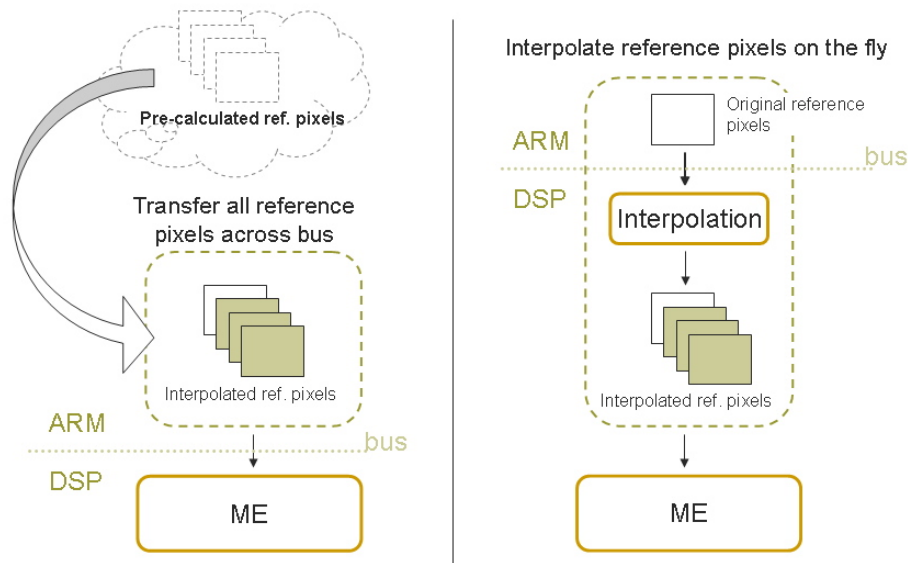 Pre-calculated ref. pixels
Transfer all reference
pixels across bus
Interpolated ref. pixels
ARM
bus
DSP
ME
Interpolate reference pixels on the fly
Original reference
pixels
ARM
bus
DSP
Interpolation
Interpolated ref. pixels
ME